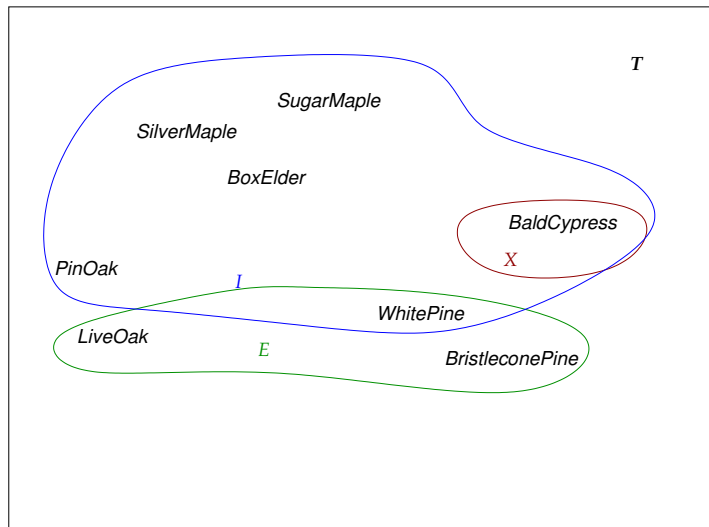 T
SugarMaple
SilverMaple
BoxElder
BaldCypress
X
PinOak
I
WhitePine
LiveOak
E
BristleconePine